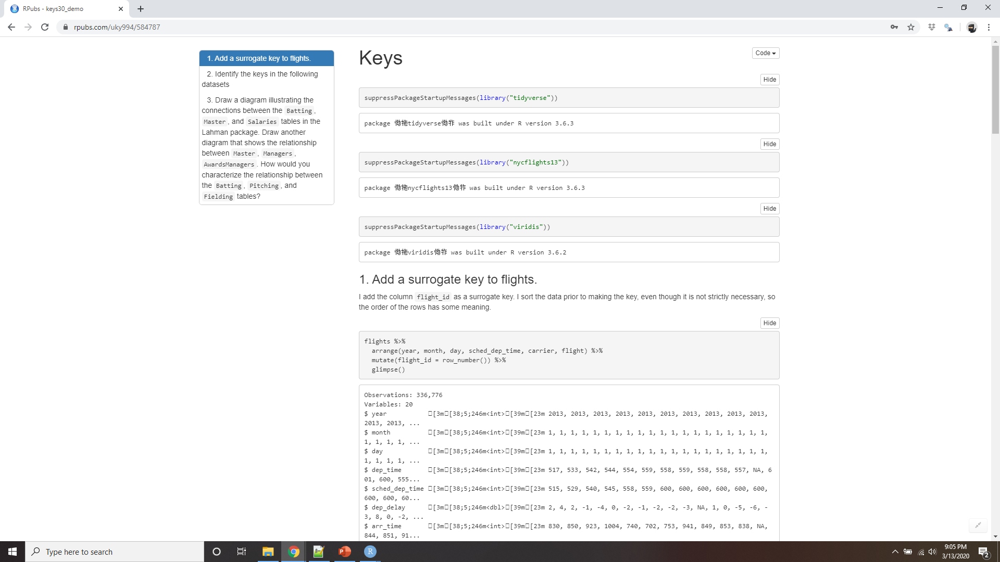 RPubs - keys30_demo
rpubs.com/uky994/584787
1. Add a surrogate key to flights.
2. Identify the keys in the following
datasets
3. Draw a diagram illustrating the
connections between the Batting,
Master, and Salaries tables in the
Lahman package. Draw another
diagram that shows the relationship
between Master, Managers,
AwardsManagers. How would you
characterize the relationship between
the Batting, Pitching, and
Fielding tables?
Keys
Code
Hide
suppressPackageStartupMessages(library("tidyverse"))
package 㤼㸱tidyverse㤼㸲 was built under R version 3.6.3
Hide
suppressPackageStartupMessages(library("nycflights13"))
package 㤼㸱nycflights13㤼㸲 was built under R version 3.6.3
Hide
suppressPackageStartupMessages(library("viridis"))
package 㤼㸱viridis㤼㸲 was built under R version 3.6.2
1. Add a surrogate key to flights.
I add the column flight_id as a surrogate key. I sort the data prior to making the key, even though it is not strictly necessary, so
the order of the rows has some meaning.
Hide
flights %>%
arrange(year, month, day, sched_dep_time, carrier, flight) %>%
mutate(flight_id = row_number()) %>%
glimpse()
Observations: 336,776
Variables: 20
$ year [3m[38;5;246m<int>[39m[23m 2013, 2013, 2013, 2013, 2013, 2013, 2013, 2013, 2013, 2013,
2013, 2013, ...
$ month [3m[38;5;246m<int>[39m[23m 1, 1, 1, 1, 1, 1, 1, 1, 1, 1, 1, 1, 1, 1, 1, 1, 1, 1, 1, 1,
1, 1, 1, 1, ...
$ day [3m[38;5;246m<int>[39m[23m 1, 1, 1, 1, 1, 1, 1, 1, 1, 1, 1, 1, 1, 1, 1, 1, 1, 1, 1, 1,
1, 1, 1, 1, ...
$ dep_time [3m[38;5;246m<int>[39m[23m 517, 533, 542, 544, 554, 559, 558, 559, 558, 558, 557, NA, 6
01, 600, 555...
$ sched_dep_time [3m[38;5;246m<int>[39m[23m 515, 529, 540, 545, 558, 559, 600, 600, 600, 600, 600, 600,
600, 600, 60...
$ dep_delay [3m[38;5;246m<dbl>[39m[23m 2, 4, 2, -1, -4, 0, -2, -1, -2, -2, -3, NA, 1, 0, -5, -6, -
3, 8, 0, -2, ...
$ arr_time [3m[38;5;246m<int>[39m[23m 830, 850, 923, 1004, 740, 702, 753, 941, 849, 853, 838, NA,
844, 851, 91...
Type here to search
9:05 PM
3/13/2020
2